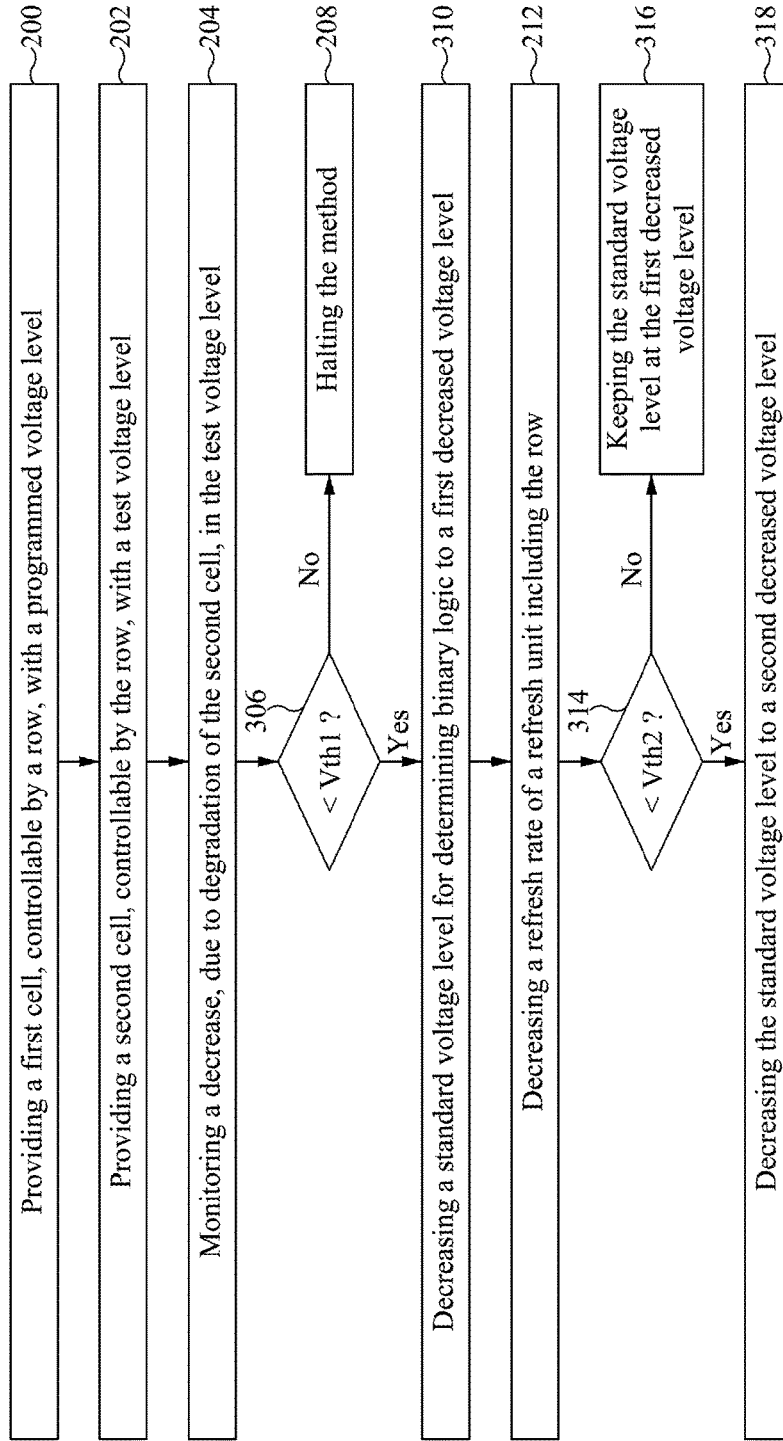 Providing a first cell, controllable by a row, with a programmed voltage level
~200
Providing a second cell, controllable by the row, with a test voltage level
~202
Monitoring a decrease, due to degradation of the second cell, in the test voltage level
~204
306
< Vth1 ?
No
Halting the method
~208
Yes
Decreasing a standard voltage level for determining binary logic to a first decreased voltage level
~310
Decreasing a refresh rate of a refresh unit including the row
~212
314
< Vth2 ?
No
Keeping the standard voltage
level at the first decreased
voltage level
~316
Yes
Decreasing the standard voltage level to a second decreased voltage level
~318